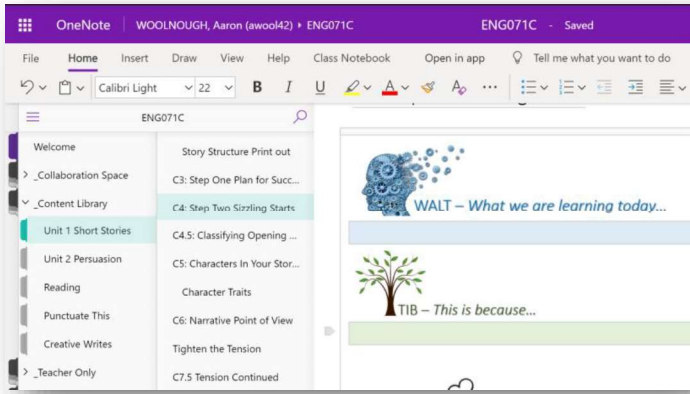 OneNote WOOLNOUGH, Aaron (awool42) ▸ ENG071C ENG071C - Saved
File Home Insert Draw View Help Class Notebook Open in app Tell me what you want to do
Calibri Light 22 B I U A A ...
ENG071C
Welcome
_Collaboration Space
_Content Library
Unit 1 Short Stories
Unit 2 Persuasion
Reading
Punctuate This
Creative Writes
_Teacher Only
Story Structure Print out
C3: Step One Plan for Succ...
C4: Step Two Sizzling Starts
C4.5: Classifying Opening ...
C5: Characters In Your Stor...
Character Traits
C6: Narrative Point of View
Tighten the Tension
C7.5 Tension Continued
WALT – What we are learning today...
TIB – This is because...